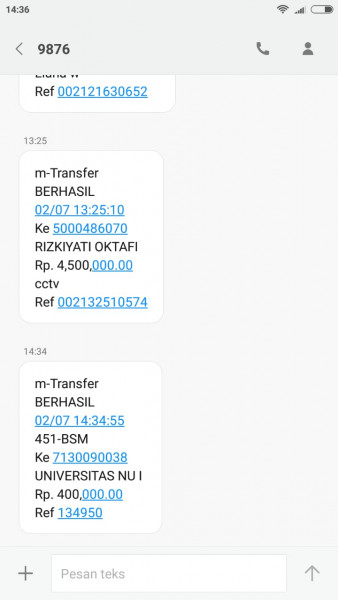 14:36
9876
Ref 002121630652
13:25
m-Transfer
BERHASIL
02/07 13:25:10
Ke 5000486070
RIZKIYATI OKTAFI
Rp. 4,500,000.00
cctv
Ref 002132510574
14:34
m-Transfer
BERHASIL
02/07 14:34:55
451-BSM
Ke 7130090038
UNIVERSITAS NU I
Rp. 400,000.00
Ref 134950
Pesan teks